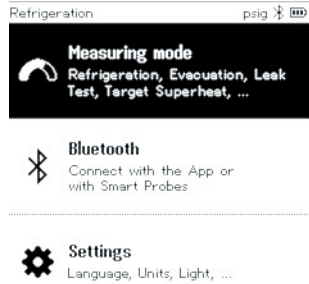 Refrigeration psig
Measuring mode
Refrigeration, Evacuation, Leak
Test, Target Superheat, ...
Bluetooth
Connect with the App or
with Smart Probes
Settings
Language, Units, Light, ...